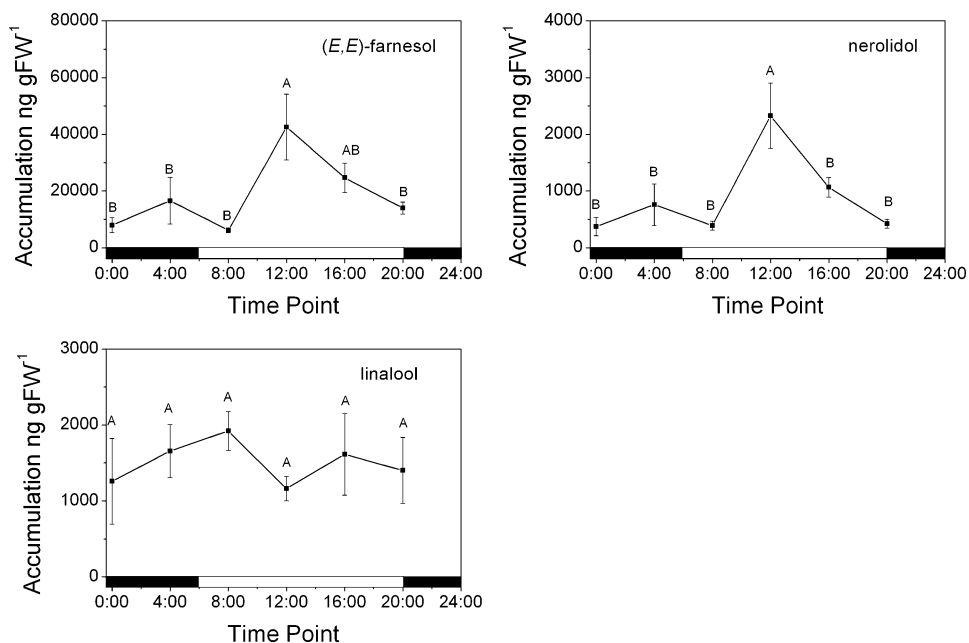 (E,E)-farnesol
Accumulation ng gFW⁻¹
80000
60000
40000
20000
0
A
AB
B
B
B
B
0:00 4:00 8:00 12:00 16:00 20:00 24:00
Time Point
nerolidol
Accumulation ng gFW⁻¹
4000
3000
2000
1000
0
A
B
B
B
B
B
0:00 4:00 8:00 12:00 16:00 20:00 24:00
Time Point
linalool
Accumulation ng gFW⁻¹
3000
2000
1000
0
A
A
A
A
A
A
0:00 4:00 8:00 12:00 16:00 20:00 24:00
Time Point